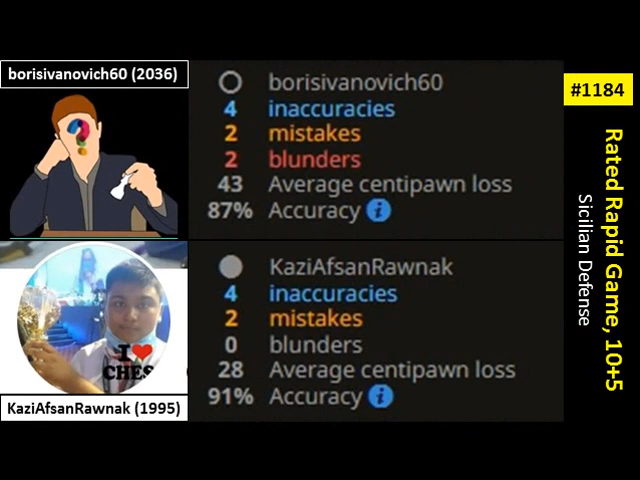 borisivanovich60 (2036)
borisivanovich60
4 inaccuracies
2 mistakes
2 blunders
43 Average centipawn loss
87% Accuracy i
KaziAfsanRawnak
4 inaccuracies
2 mistakes
0 blunders
28 Average centipawn loss
91% Accuracy i
I ❤ 
CHES
KaziAfsanRawnak (1995)
#1184
Rated Rapid Game, 10+5
Sicilian Defense